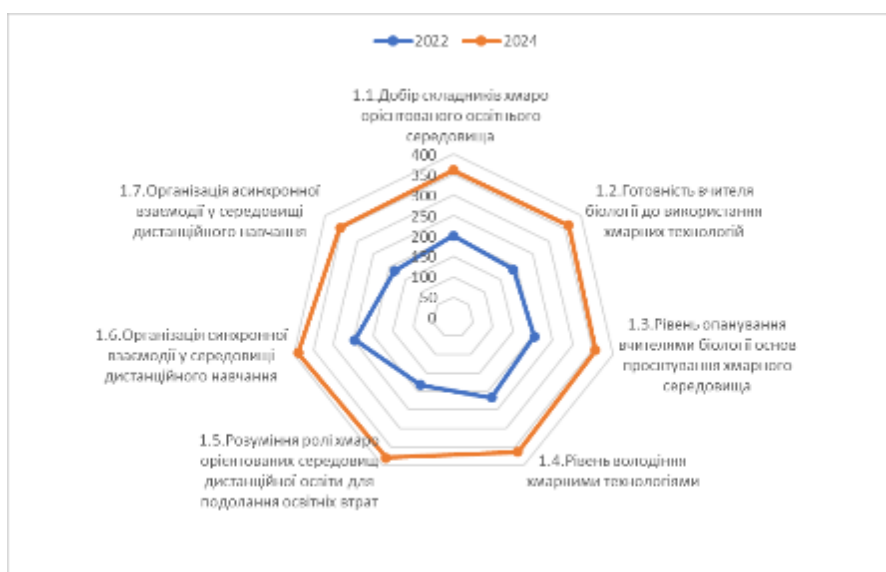 2022 2024
1.1.Добір складників хмаро
орієнтованого освітнього
середовища
400
350
300
250
200
150
100
50
0
1.2.Готовність вчителя
біології до використання
хмарних технологій
1.3.Рівень опанування
вчителями біології основ
проєктування хмарного
середовища
1.4.Рівень володіння
хмарними технологіями
1.5.Розуміння ролі хмаро
орієнтованих середовищ
дистанційної освіти для
подолання освітніх втрат
1.6.Організація синхронної
взаємодії у середовищі
дистанційного навчання
1.7.Організація асинхронної
взаємодії у середовищі
дистанційного навчання